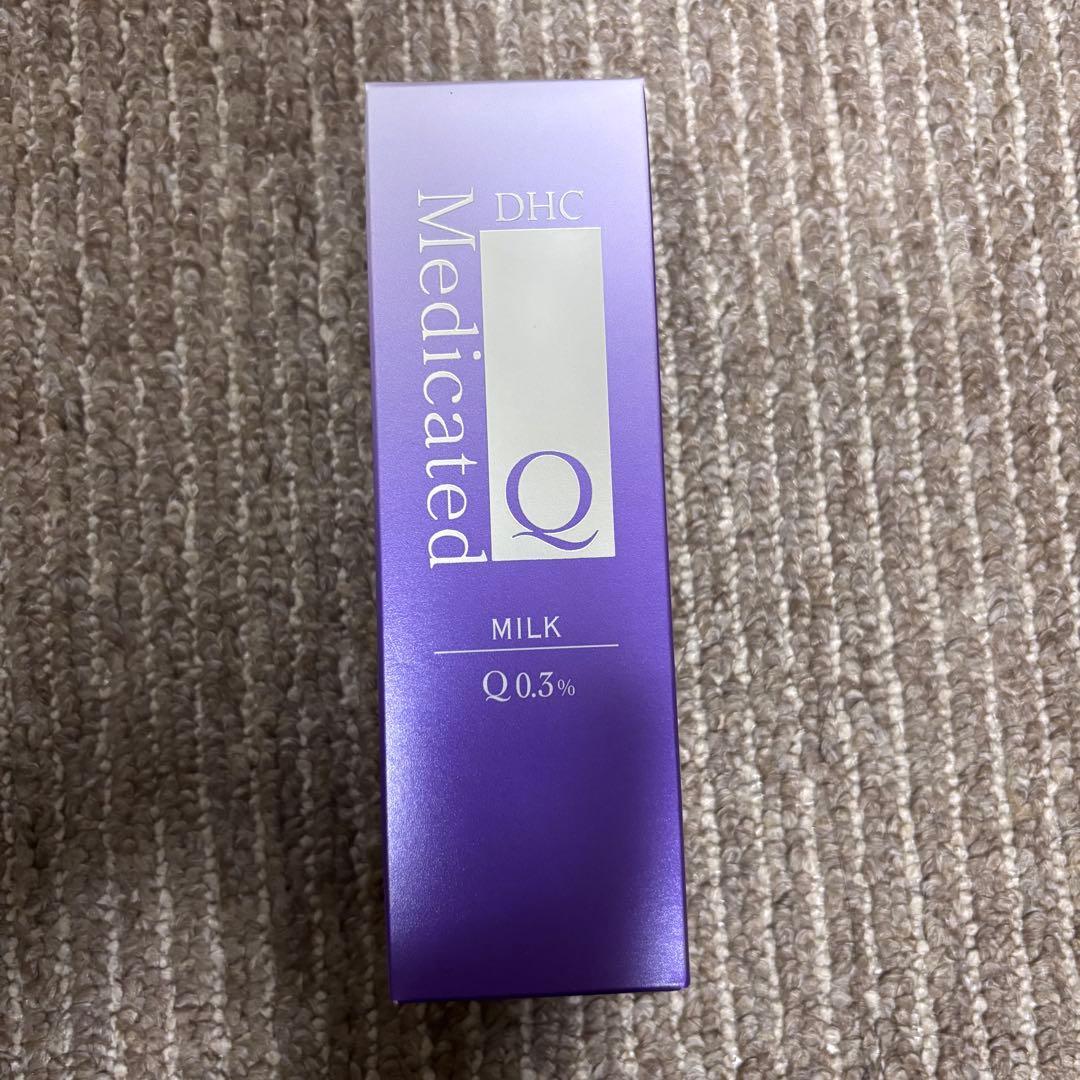 DHC
Medicated
Q
MILK
Q 0.3%